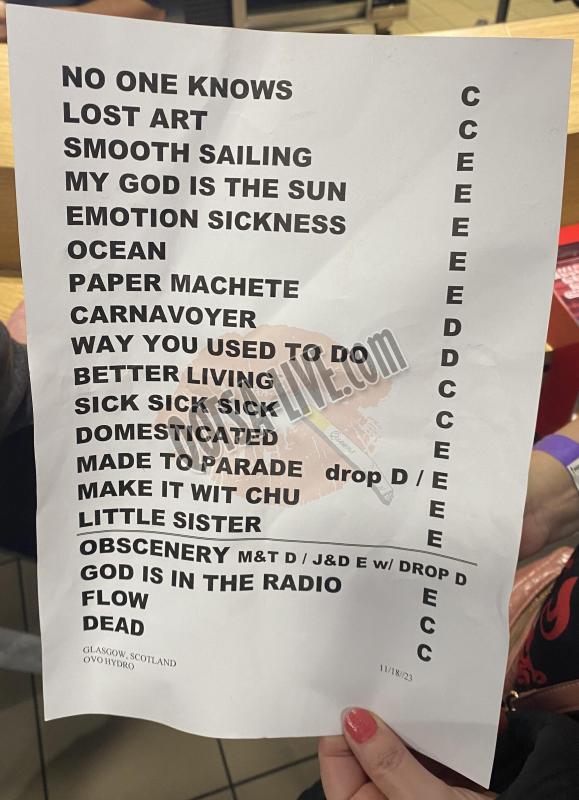 NO ONE KNOWS C
LOST ART C
SMOOTH SAILING E
MY GOD IS THE SUN E
EMOTION SICKNESS E
OCEAN E
PAPER MACHETE E
CARNAVOYER D
WAY YOU USED TO DO D
BETTER LIVING C
SICK SICK SICK C
DOMESTICATED E
MADE TO PARADE drop D / E
MAKE IT WIT CHU E
LITTLE SISTER E
OBSCENERY M&T D / J&D E w/ DROP D
GOD IS IN THE RADIO E
FLOW C
DEAD C
GLASGOW, SCOTLAND
OVO HYDRO
11/18//23
QOTSA-LIVE.com
Queens